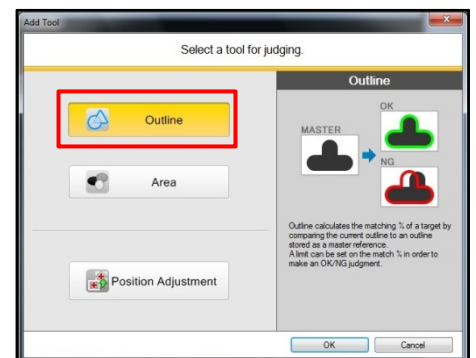 Add Tool
Select a tool for judging.
Outline
Area
Position Adjustment
Outline
MASTER
OK
NG
Outline calculates the matching % of a target by
comparing the current outline to an outline
stored as a master reference.
A limit can be set on the match % in order to
make an OK/NG judgment.
OK
Cancel